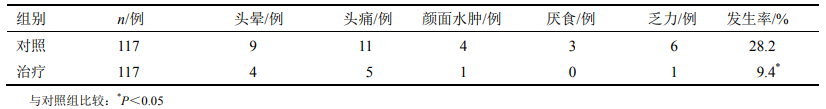 组别 n/例 头晕/例 头痛/例 颜面水肿/例 厌食/例 乏力/例 发生率/%
对照 117 9 11 4 3 6 28.2
治疗 117 4 5 1 0 1 9.4*
与对照组比较：*P＜0.05